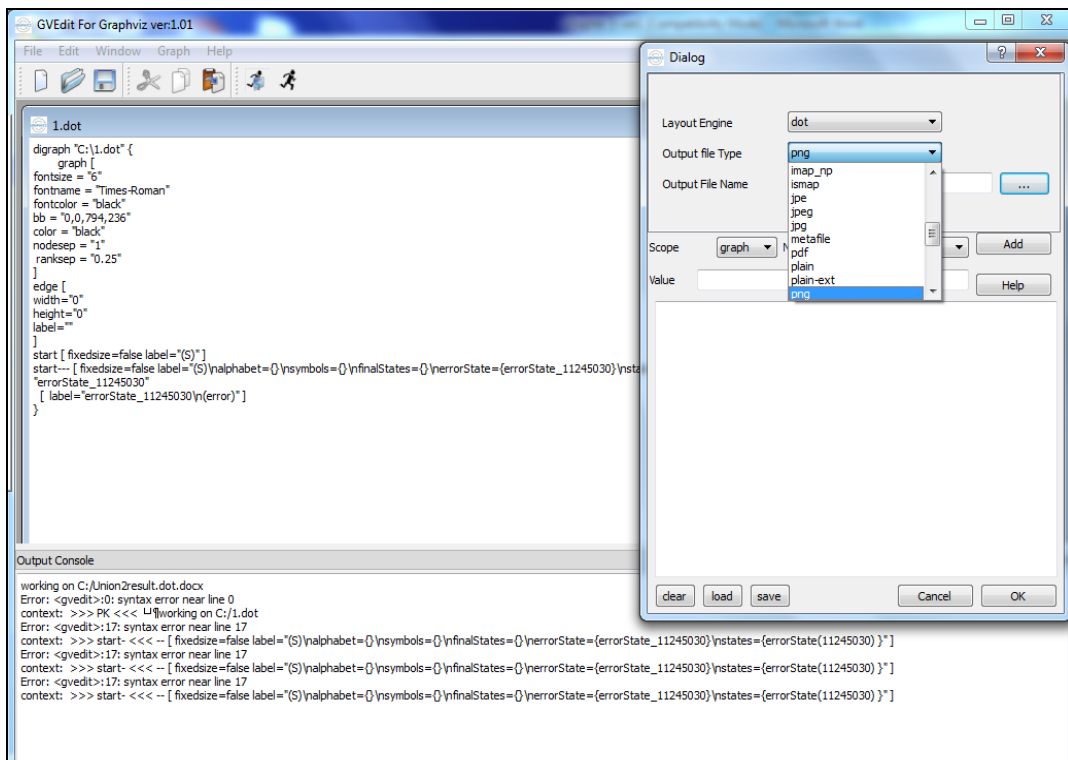 GVEdit For Graphviz ver:1.01
File Edit Window Graph Help
1.dot
digraph "C:\1.dot" {
graph [
fontsize = "6"
fontname = "Times-Roman"
fontcolor = "black"
bb = "0,0,794,236"
color = "black"
nodesep = "1"
ranksep = "0.25"
]
edge [
width="0"
height="0"
label=""
]
start [ fixedsize=false label="(S)" ]
start--- [ fixedsize=false label="(S)\nalphabet={}\nsymbols={}\nfinalStates={}\nerrorState={errorState_11245030}\nsta
"errorState_11245030"
[ label="errorState_11245030\n(error)" ]
}
Dialog
Layout Engine dot
Output file Type png
Output File Name ...
imap_np
ismap
jpe
jpeg
jpg
metafile
pdf
plain
plain-ext
png
Scope graph Add
Value Help
clear load save Cancel OK
Output Console
working on C:/Union2result.dot.docx
Error: <gvedit>:0: syntax error near line 0
context: >>> PK <<< └┘¶working on C:/1.dot
Error: <gvedit>:17: syntax error near line 17
context: >>> start- <<< -- [ fixedsize=false label="(S)\nalphabet={}\nsymbols={}\nfinalStates={}\nerrorState={errorState_11245030}\nstates={errorState(11245030) }" ]
Error: <gvedit>:17: syntax error near line 17
context: >>> start- <<< -- [ fixedsize=false label="(S)\nalphabet={}\nsymbols={}\nfinalStates={}\nerrorState={errorState_11245030}\nstates={errorState(11245030) }" ]
Error: <gvedit>:17: syntax error near line 17
context: >>> start- <<< -- [ fixedsize=false label="(S)\nalphabet={}\nsymbols={}\nfinalStates={}\nerrorState={errorState_11245030}\nstates={errorState(11245030) }" ]